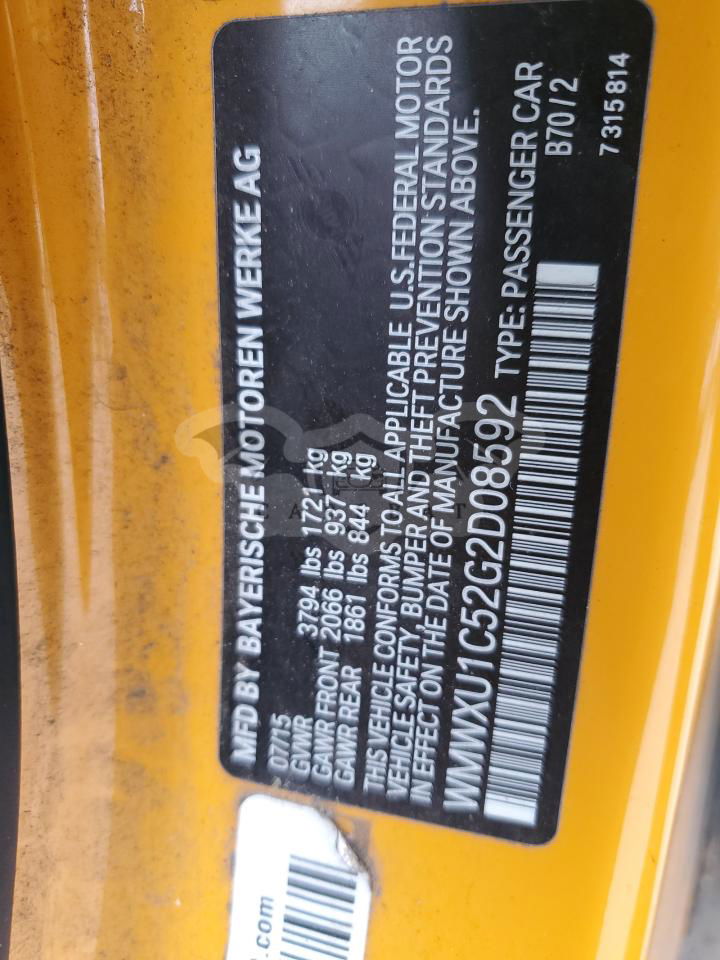 MFD BY BAYERISCHE MOTOREN WERKE AG
07/15
GVWR 3794 lbs 1721 kg
GAWR FRONT 2066 lbs 937 kg
GAWR REAR 1861 lbs 844 kg
THIS VEHICLE CONFORMS TO ALL APPLICABLE U.S.FEDERAL MOTOR
VEHICLE SAFETY, BUMPER AND THEFT PREVENTION STANDARDS
IN EFFECT ON THE DATE OF MANUFACTURE SHOWN ABOVE.
WMWXU1C52G2D08592 TYPE: PASSENGER CAR
B70/2
7 315 814
.com